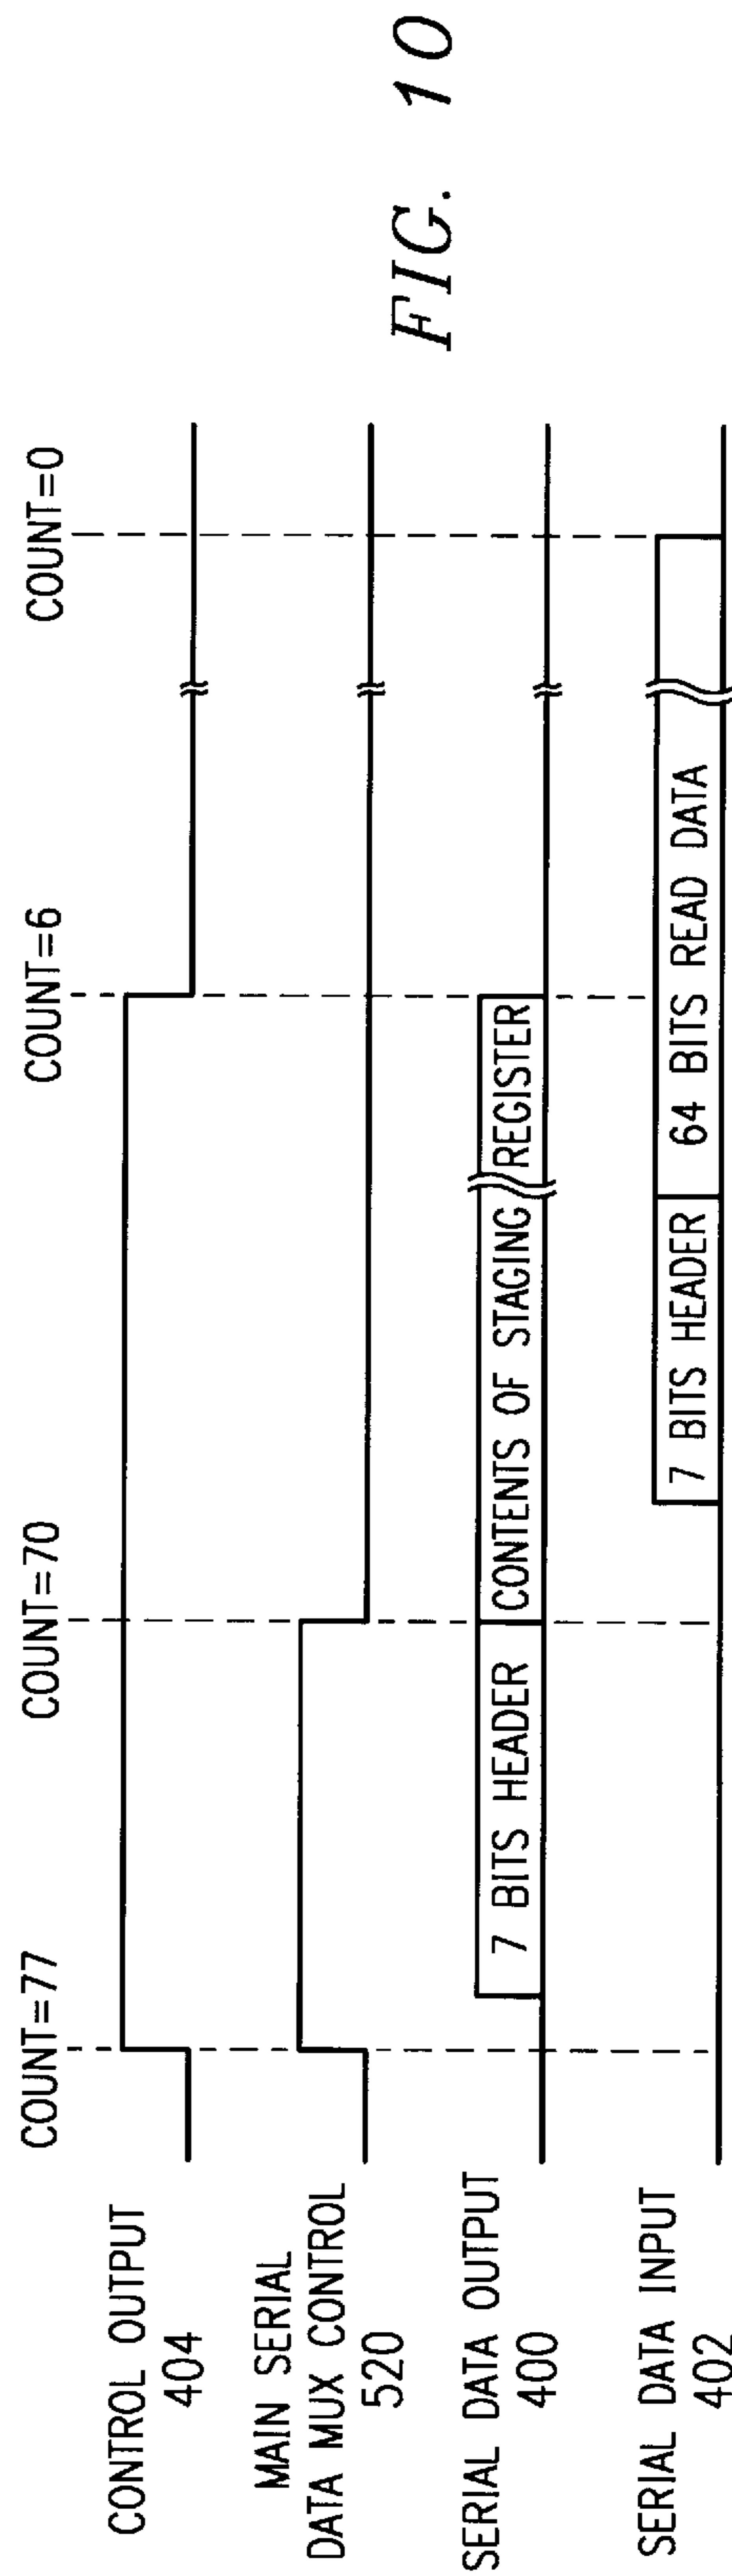 COUNT=77
COUNT=70
COUNT=6
COUNT=0
CONTROL OUTPUT
404
MAIN SERIAL
DATA MUX CONTROL
520
SERIAL DATA OUTPUT
400
7 BITS HEADER
CONTENTS OF STAGING REGISTER
SERIAL DATA INPUT
402
7 BITS HEADER
64 BITS READ DATA
FIG. 10